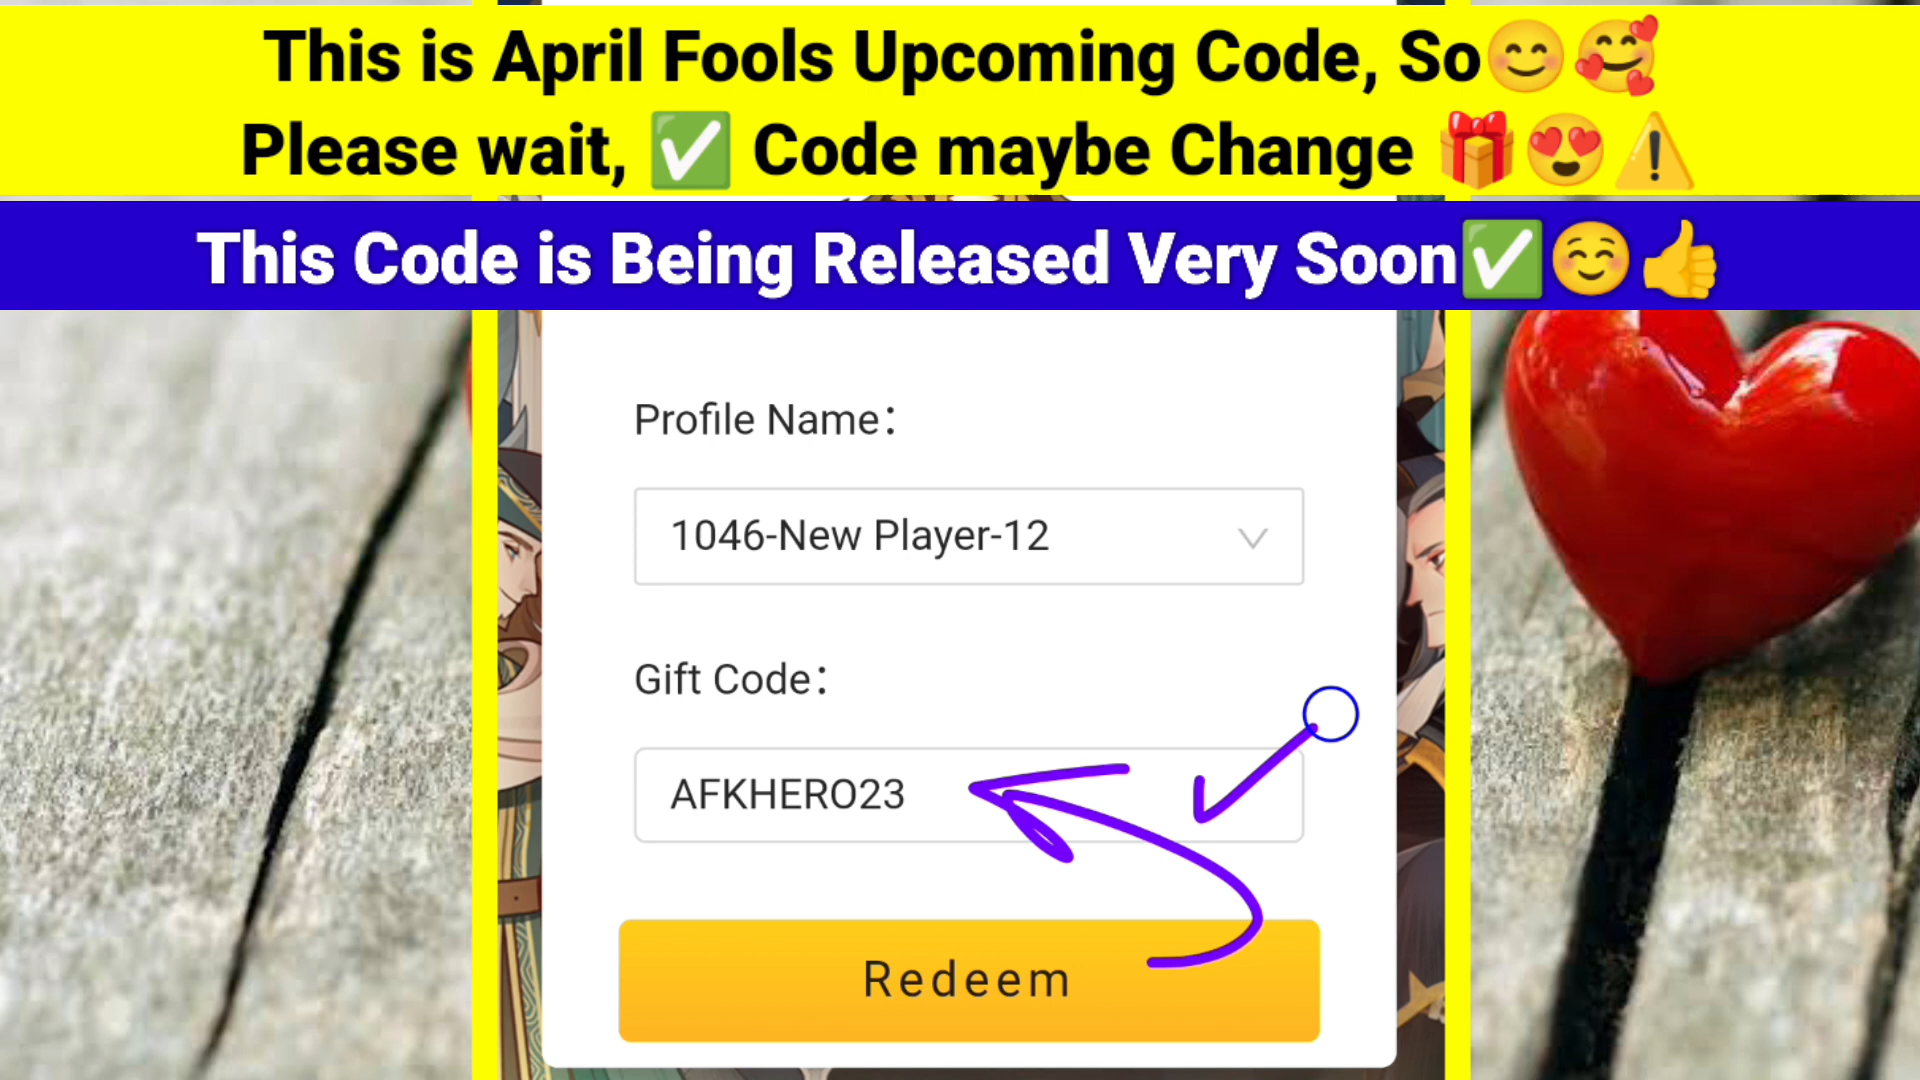 This is April Fools Upcoming Code, So😊🥰
Please wait, ✅ Code maybe Change 🎁😍⚠️
This Code is Being Released Very Soon✅☺️👍
Profile Name:
1046-New Player-12
Gift Code:
AFKHERO23
Redeem